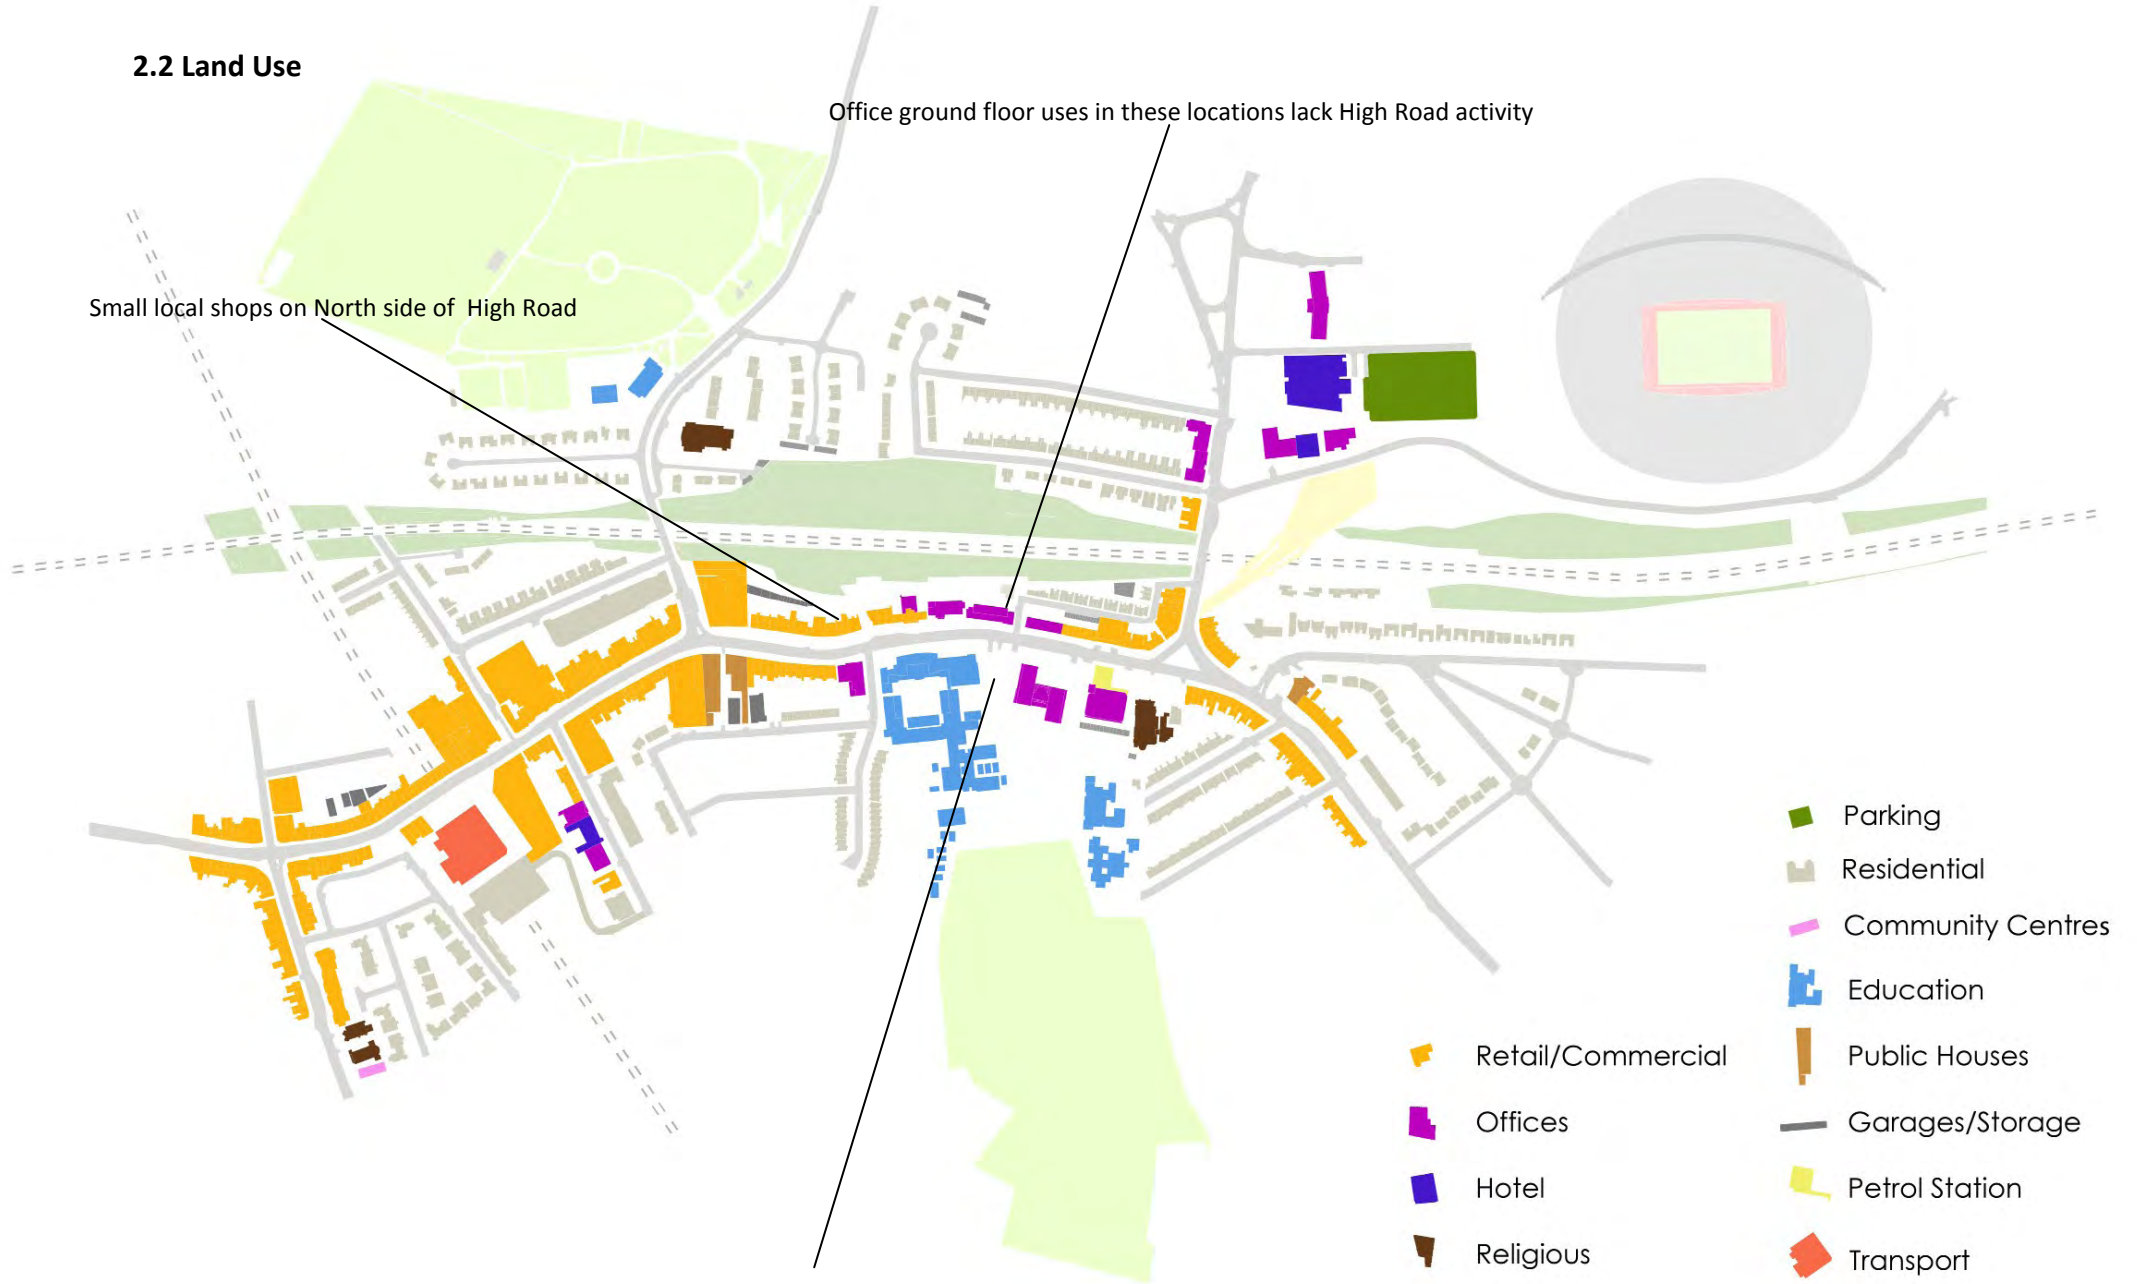 2.2 Land Use
Office ground floor uses in these locations lack High Road activity
Small local shops on North side of High Road
Parking
Residential
Community Centres
Education
Retail/Commercial
Public Houses
Offices
Garages/Storage
Hotel
Petrol Station
Religious
Transport